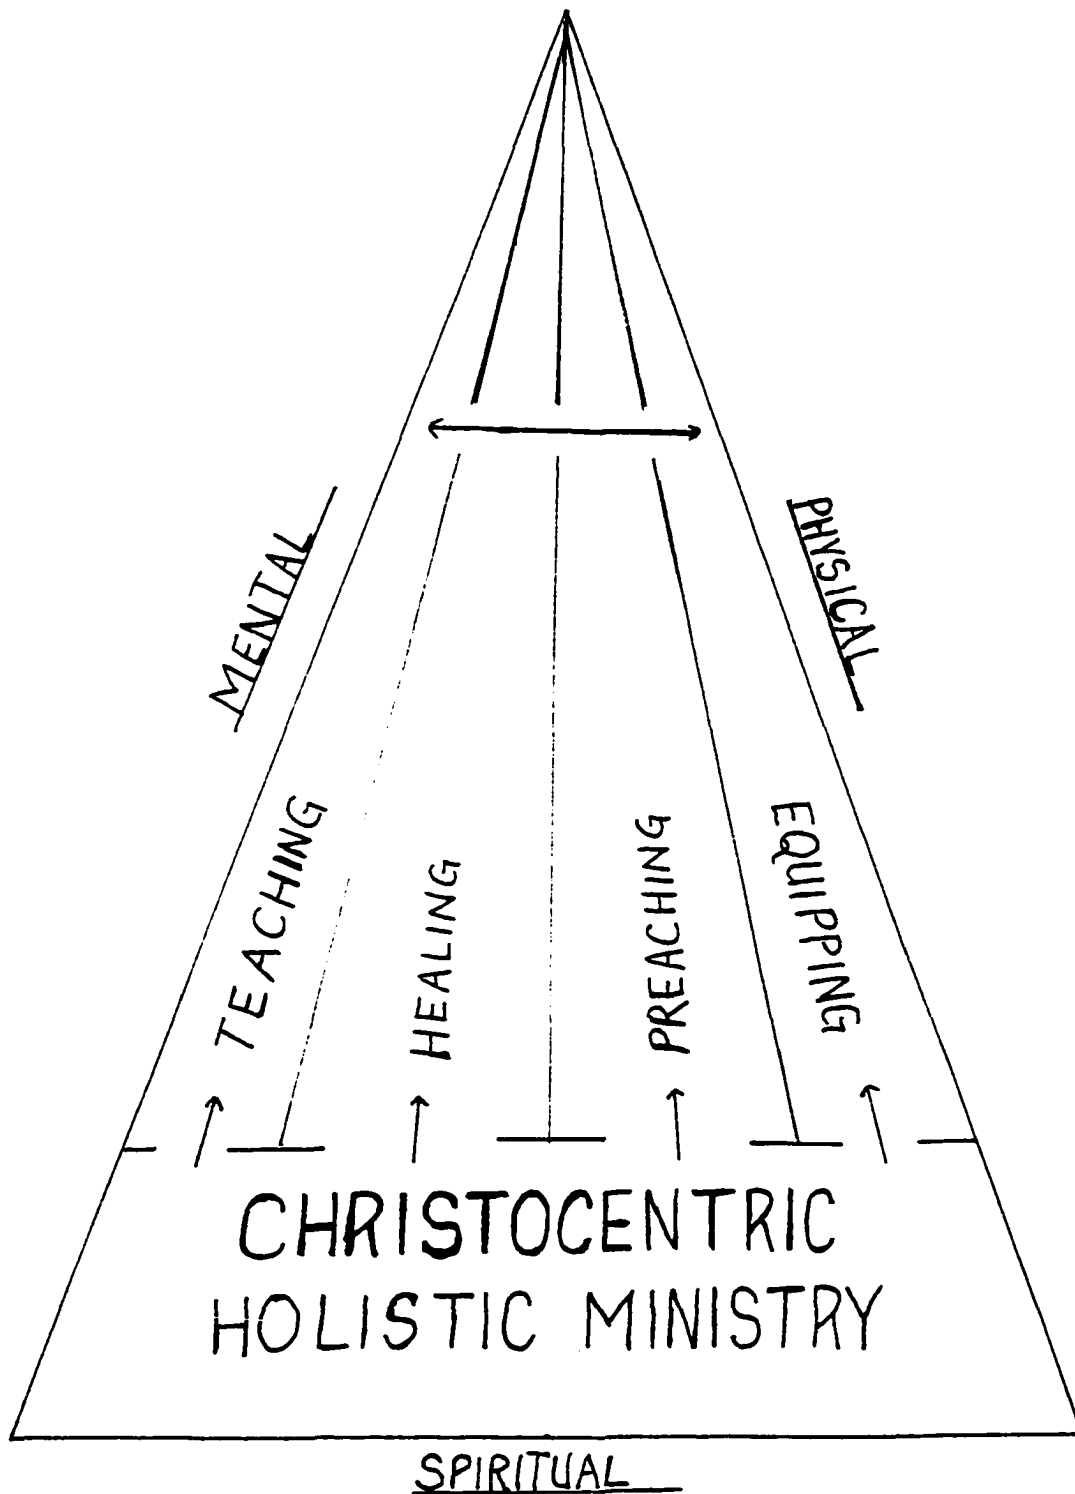 MENTAL
PHYSICAL
TEACHING
HEALING
PREACHING
EQUIPPING
CHRISTOCENTRIC
HOLISTIC MINISTRY
SPIRITUAL